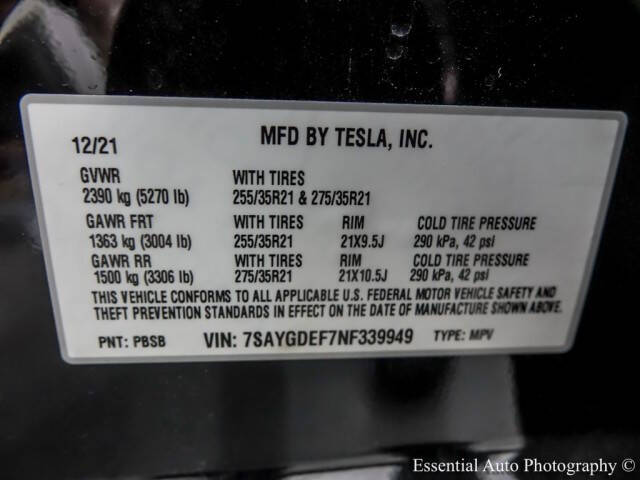 12/21 MFD BY TESLA, INC.
GVWR WITH TIRES
2390 kg (5270 lb) 255/35R21 & 275/35R21
GAWR FRT WITH TIRES RIM COLD TIRE PRESSURE
1363 kg (3004 lb) 255/35R21 21X9.5J 290 kPa, 42 psi
GAWR RR WITH TIRES RIM COLD TIRE PRESSURE
1500 kg (3306 lb) 275/35R21 21X10.5J 290 kPa, 42 psi
THIS VEHICLE CONFORMS TO ALL APPLICABLE U.S. FEDERAL MOTOR VEHICLE SAFETY AND
THEFT PREVENTION STANDARDS IN EFFECT ON THE DATE OF MANUFACTURE SHOWN ABOVE.
PNT: PBSB VIN: 7SAYGDEF7NF339949 TYPE: MPV
Essential Auto Photography (c)